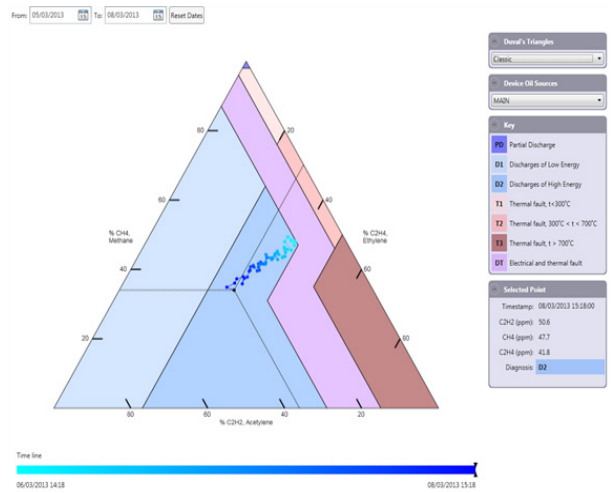 From: 05/03/2013 15 To: 08/03/2013 15 Reset Dates
Duval's Triangles
Classic
Device Oil Sources
MAIN
Key
PD Partial Discharge
D1 Discharges of Low Energy
D2 Discharges of High Energy
T1 Thermal fault, t<300°C
T2 Thermal fault, 300°C < t < 700°C
T3 Thermal fault, t > 700°C
DT Electrical and thermal fault
Selected Point
Timestamp: 08/03/2013 15:18:00
C2H2 (ppm): 50.6
CH4 (ppm): 47.7
C2H4 (ppm): 41.8
Diagnosis: D2
80
20
60
40
% CH4,
Methane
% C2H4,
Ethylene
40
60
20
80
80
60
40
20
% C2H2, Acetylene
Time line
06/03/2013 14:18
08/03/2013 15:18